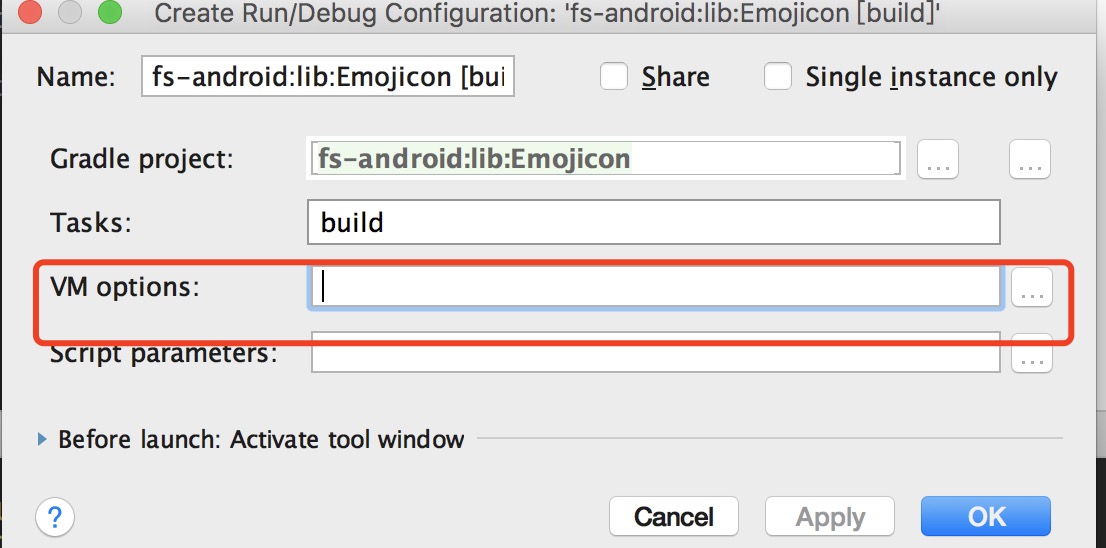 Create Run/Debug Configuration: 'fs-android:lib:Emojicon [build]'
Name: fs-android:lib:Emojicon [bui Share Single instance only
Gradle project: fs-android:lib:Emojicon ... ...
Tasks: build
VM options: ...
Script parameters: ...
Before launch: Activate tool window
? Cancel Apply OK